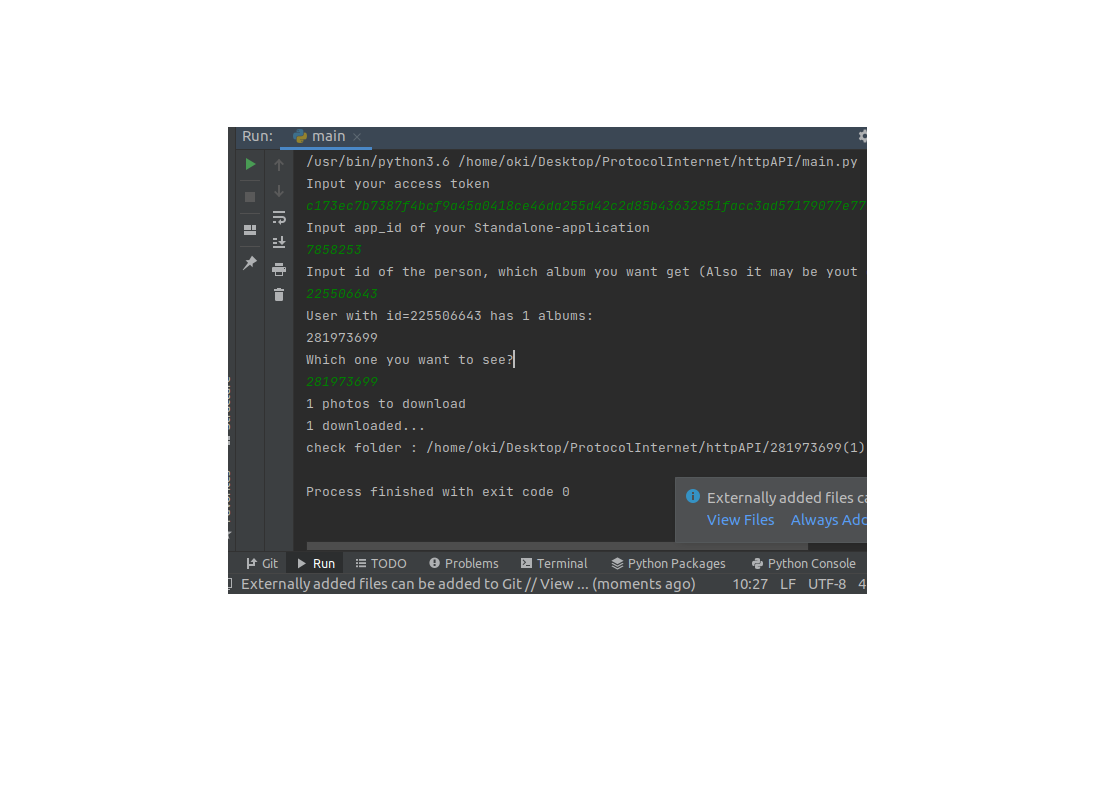 Run: main
/usr/bin/python3.6 /home/oki/Desktop/ProtocolInternet/httpAPI/main.py
Input your access token
c173ec7b7387f4bcf9a45a0418ce46da255d42c2d85b43632851facc3ad57179077e77
Input app_id of your Standalone-application
7858253
Input id of the person, which album you want get (Also it may be yout
225506643
User with id=225506643 has 1 albums:
281973699
Which one you want to see?
281973699
1 photos to download
1 downloaded...
check folder : /home/oki/Desktop/ProtocolInternet/httpAPI/281973699(1)
Process finished with exit code 0
Externally added files ca
View Files Always Add
Git Run TODO Problems Terminal Python Packages Python Console
Externally added files can be added to Git // View ... (moments ago) 10:27 LF UTF-8 4